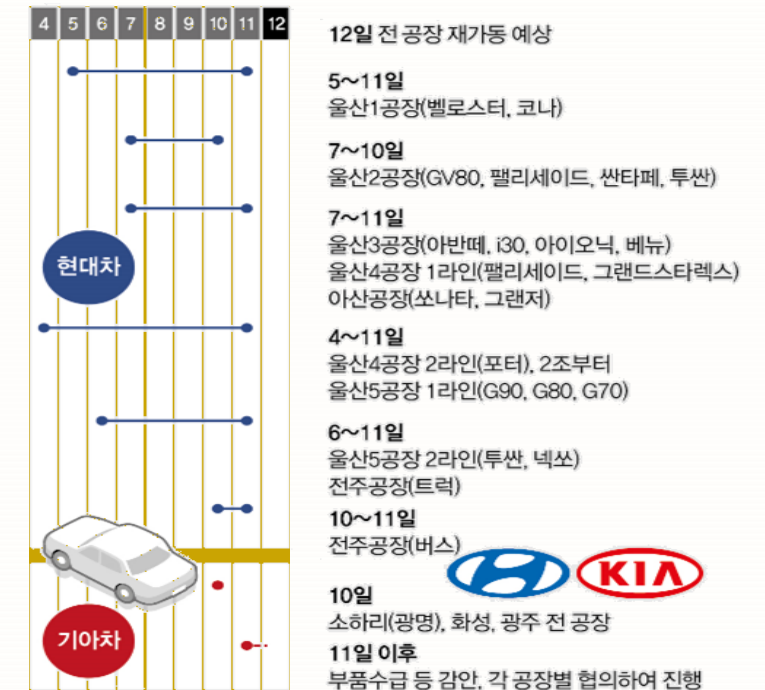 4 5 6 7 8 9 10 11 12
12일 전 공장 재가동 예상
5~11일
울산1공장(벨로스터, 코나)
7~10일
울산2공장(GV80, 팰리세이드, 싼타페, 투싼)
7~11일
울산3공장(아반떼, i30, 아이오닉, 베뉴)
울산4공장 1라인(팰리세이드, 그랜드스타렉스)
아산공장(쏘나타, 그랜저)
현대차
4~11일
울산4공장 2라인(포터), 2조부터
울산5공장 1라인(G90, G80, G70)
6~11일
울산5공장 2라인(투싼, 넥쏘)
전주공장(트럭)
10~11일
전주공장(버스)
KIA
10일
소하리(광명), 화성, 광주 전 공장
기아차
11일 이후
부품수급 등 감안, 각 공장별 협의하여 진행